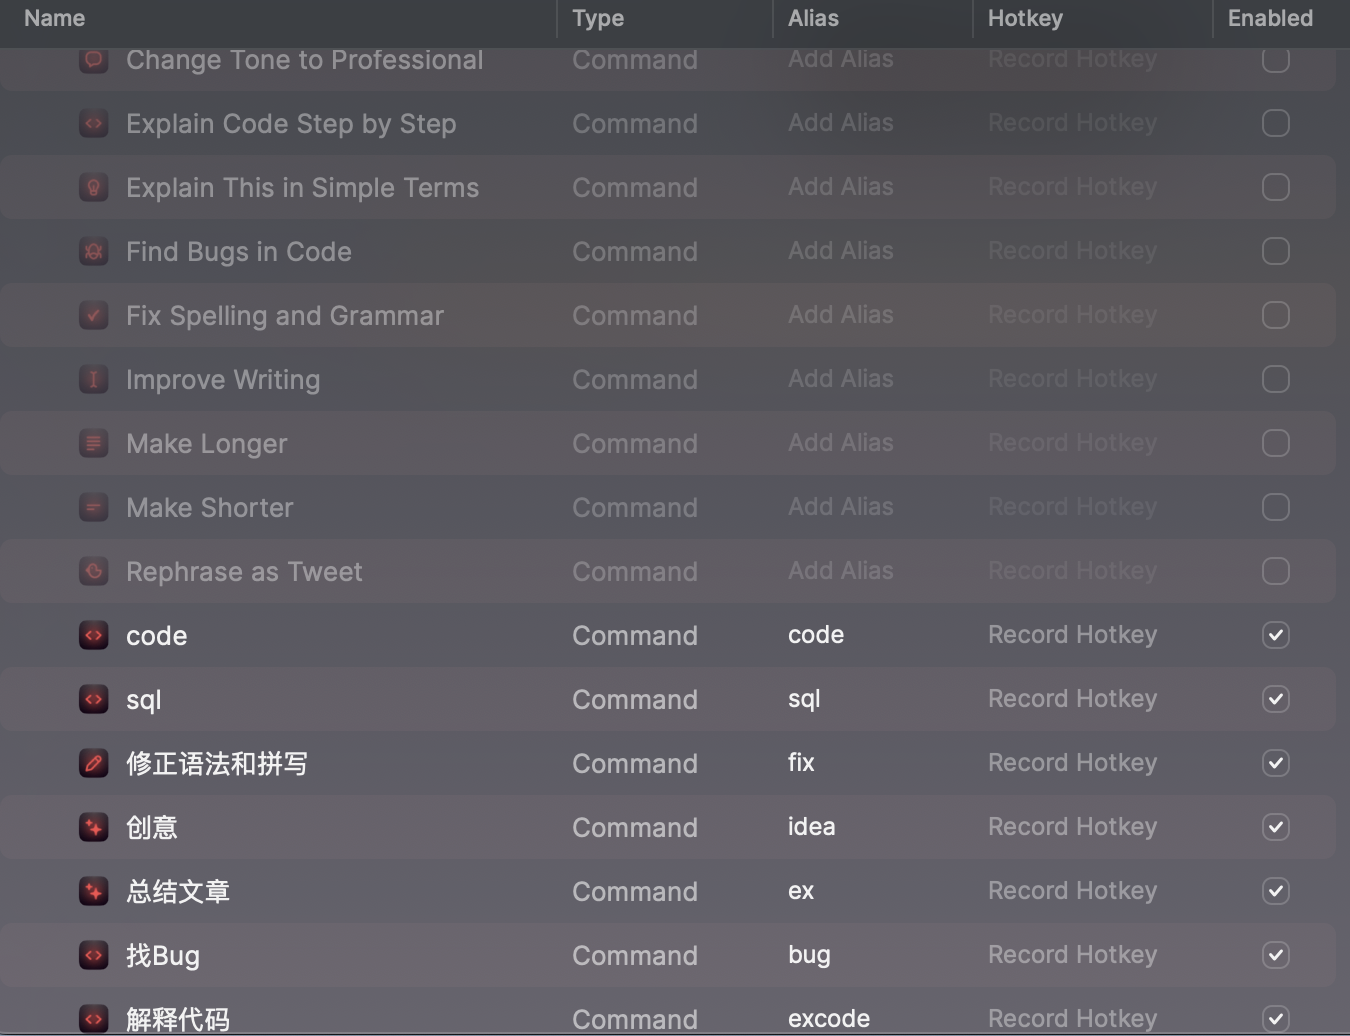 Name Type Alias Hotkey Enabled
Change Tone to Professional Command Add Alias Record Hotkey
Explain Code Step by Step Command Add Alias Record Hotkey
Explain This in Simple Terms Command Add Alias Record Hotkey
Find Bugs in Code Command Add Alias Record Hotkey
Fix Spelling and Grammar Command Add Alias Record Hotkey
Improve Writing Command Add Alias Record Hotkey
Make Longer Command Add Alias Record Hotkey
Make Shorter Command Add Alias Record Hotkey
Rephrase as Tweet Command Add Alias Record Hotkey
code Command code Record Hotkey
sql Command sql Record Hotkey
修正语法和拼写 Command fix Record Hotkey
创意 Command idea Record Hotkey
总结文章 Command ex Record Hotkey
找Bug Command bug Record Hotkey
解释代码 Command excode Record Hotkey